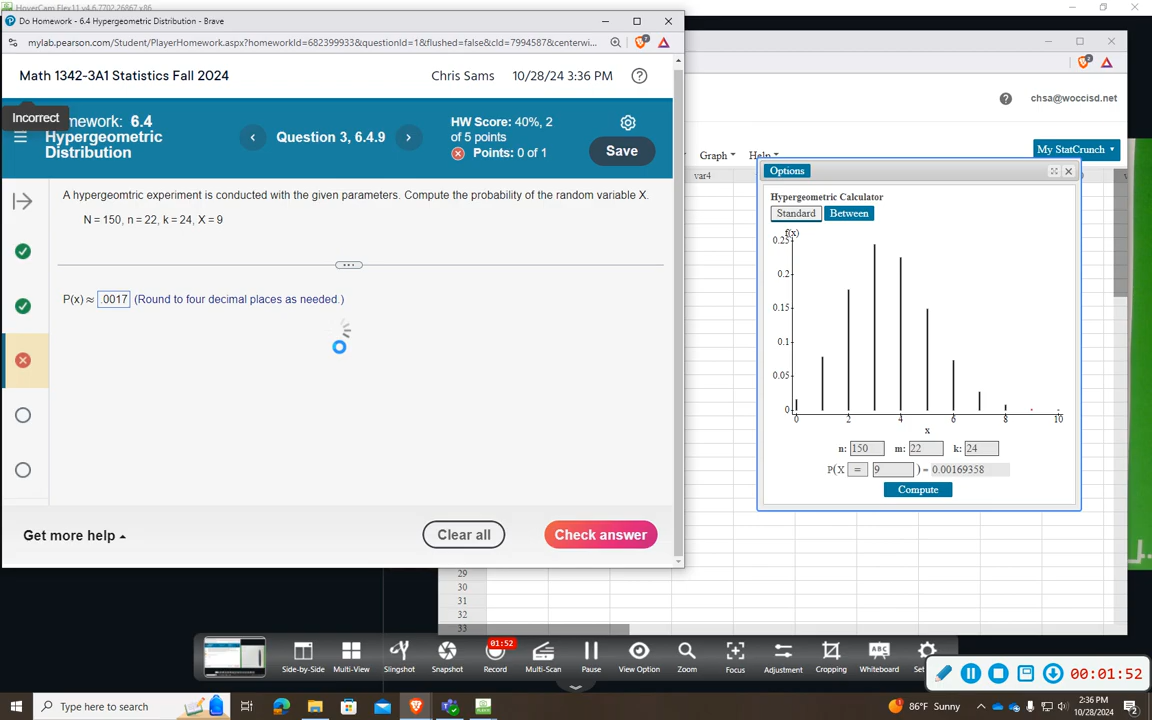 HoverCam Flex11 v4.6.7702.26867 x86
Do Homework - 6.4 Hypergeometric Distribution - Brave
mylab.pearson.com/Student/PlayerHomework.aspx?homeworkId=682399933&questionId=1&flushed=false&cId=7994587&centerwi...
Math 1342-3A1 Statistics Fall 2024
Chris Sams
10/28/24 3:36 PM
Incorrect
mework: 6.4
Hypergeometric
Distribution
Question 3, 6.4.9
HW Score: 40%, 2
of 5 points
Points: 0 of 1
Save
A hypergeomtric experiment is conducted with the given parameters. Compute the probability of the random variable X.
N = 150, n = 22, k = 24, X = 9
P(x) ≈ .0017 (Round to four decimal places as needed.)
Get more help
Clear all
Check answer
chsa@woccisd.net
My StatCrunch
Graph
Help
var4
Options
Hypergeometric Calculator
Standard
Between
f(x)
0.25
0.2
0.15
0.1
0.05
0
0 2 4 6 8 10
x
n: 150 m: 22 k: 24
P(X = 9 ) = 0.00169358
Compute
29
30
31
32
33
Side-by-Side
Multi-View
Slingshot
Snapshot
01:52
Record
Multi-Scan
Pause
View Option
Zoom
Focus
Adjustment
Cropping
ABC
Whiteboard
Set
00:01:52
Type here to search
86°F Sunny
2:36 PM
10/28/2024